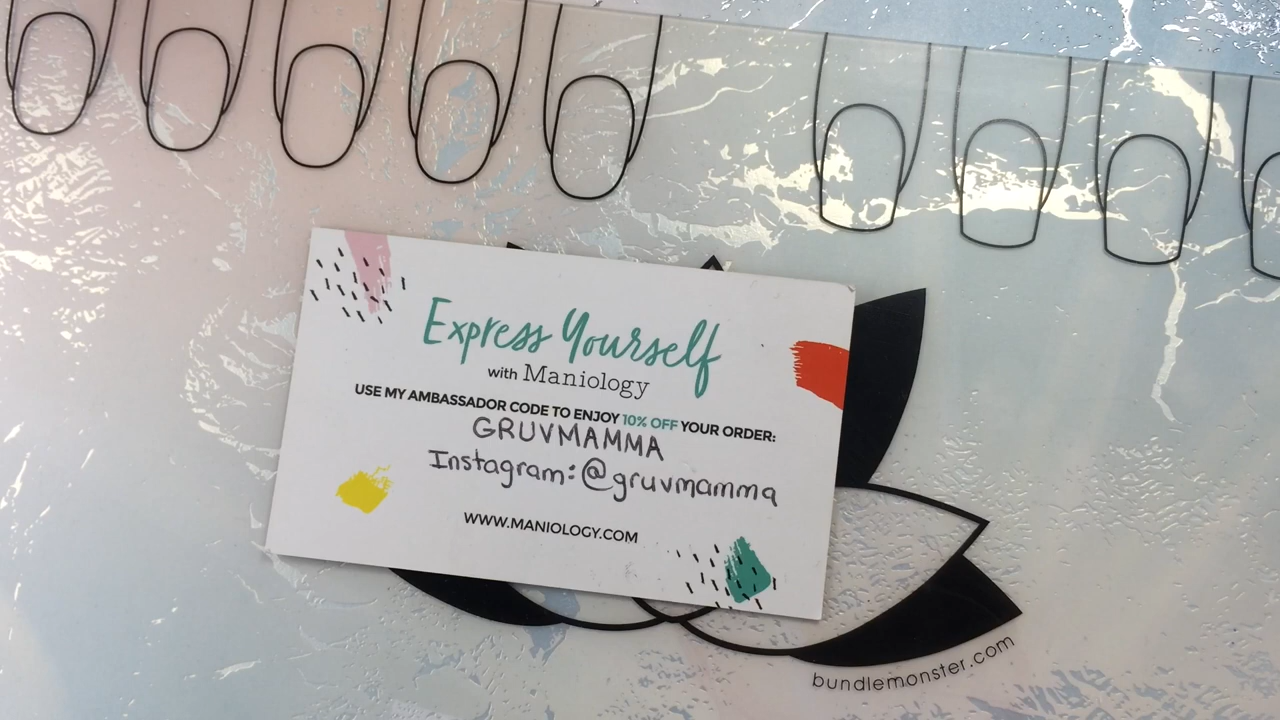 Express Yourself
with Maniology
USE MY AMBASSADOR CODE TO ENJOY 10% OFF YOUR ORDER:
GRUVMAMMA
Instagram: @gruvmamma
WWW.MANIOLOGY.COM
bundlemonster.com